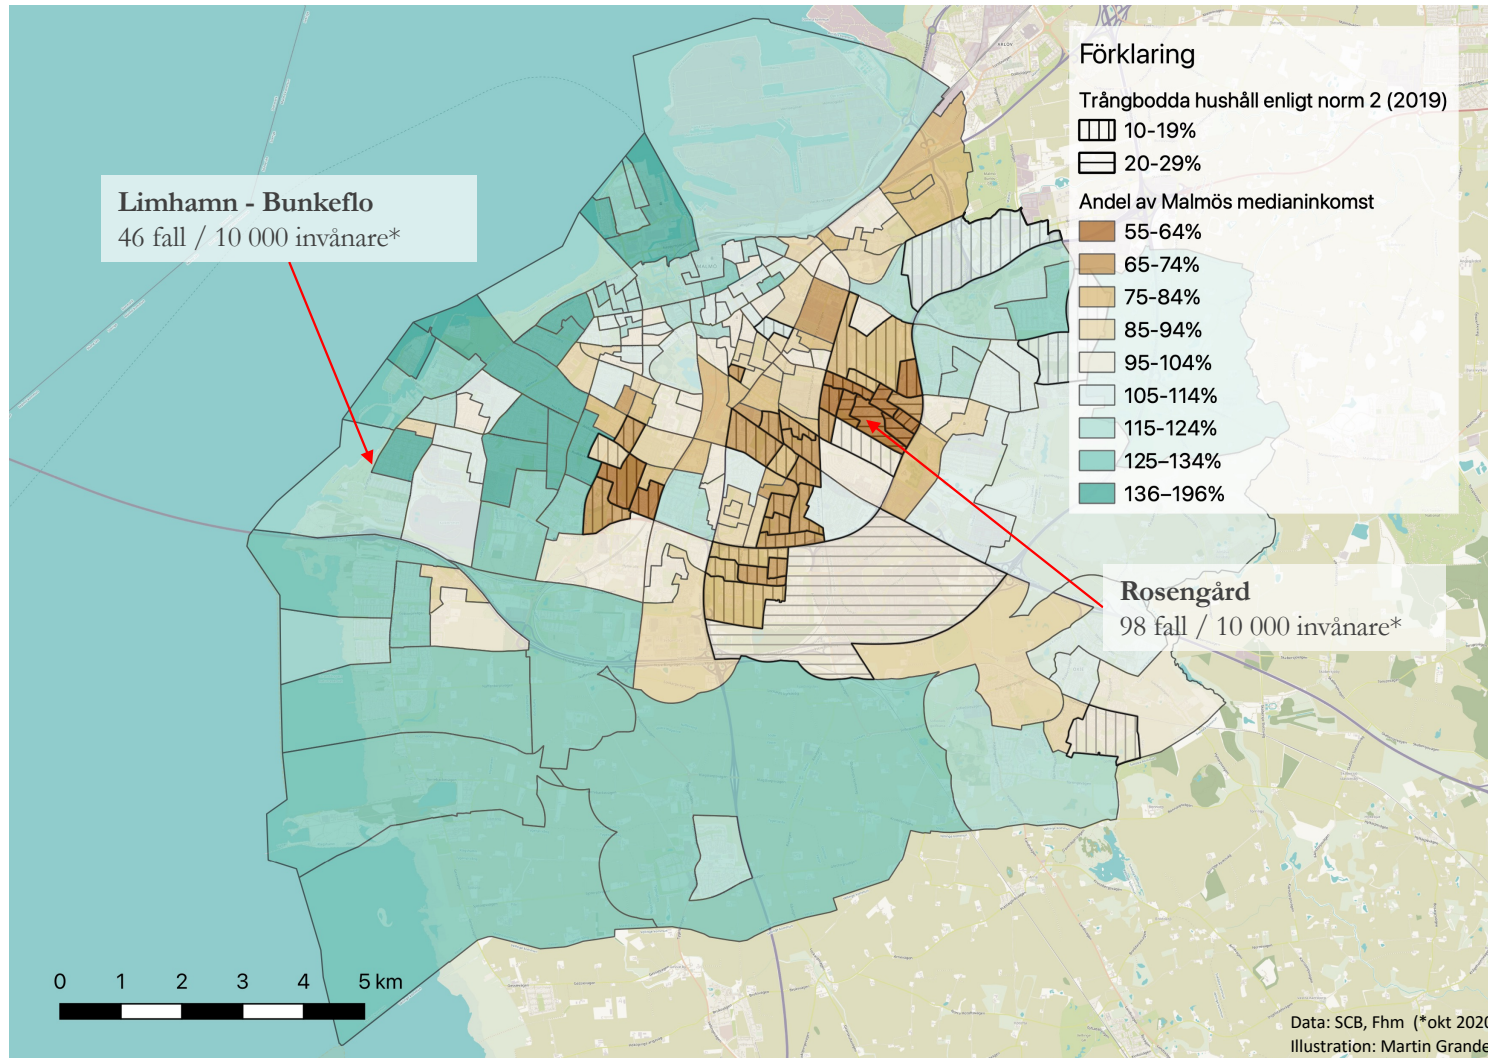 Förklaring
Trångbodda hushåll enligt norm 2 (2019)
10-19%
20-29%
Andel av Malmös medianinkomst
55-64%
65-74%
75-84%
85-94%
95-104%
105-114%
115-124%
125–134%
136–196%
Limhamn - Bunkeflo
46 fall / 10 000 invånare*
Rosengård
98 fall / 10 000 invånare*
0 1 2 3 4 5 km
Data: SCB, Fhm (*okt 2020
Illustration: Martin Grande